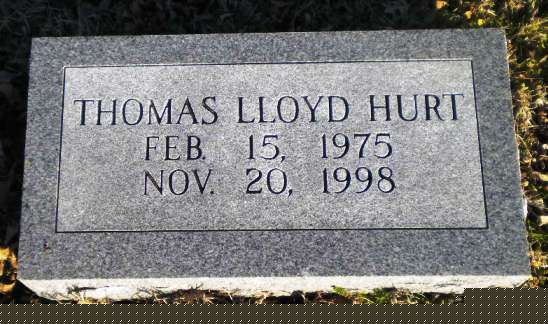 THOMAS LLOYD HURT
FEB. 15, 1975
NOV. 20, 1998